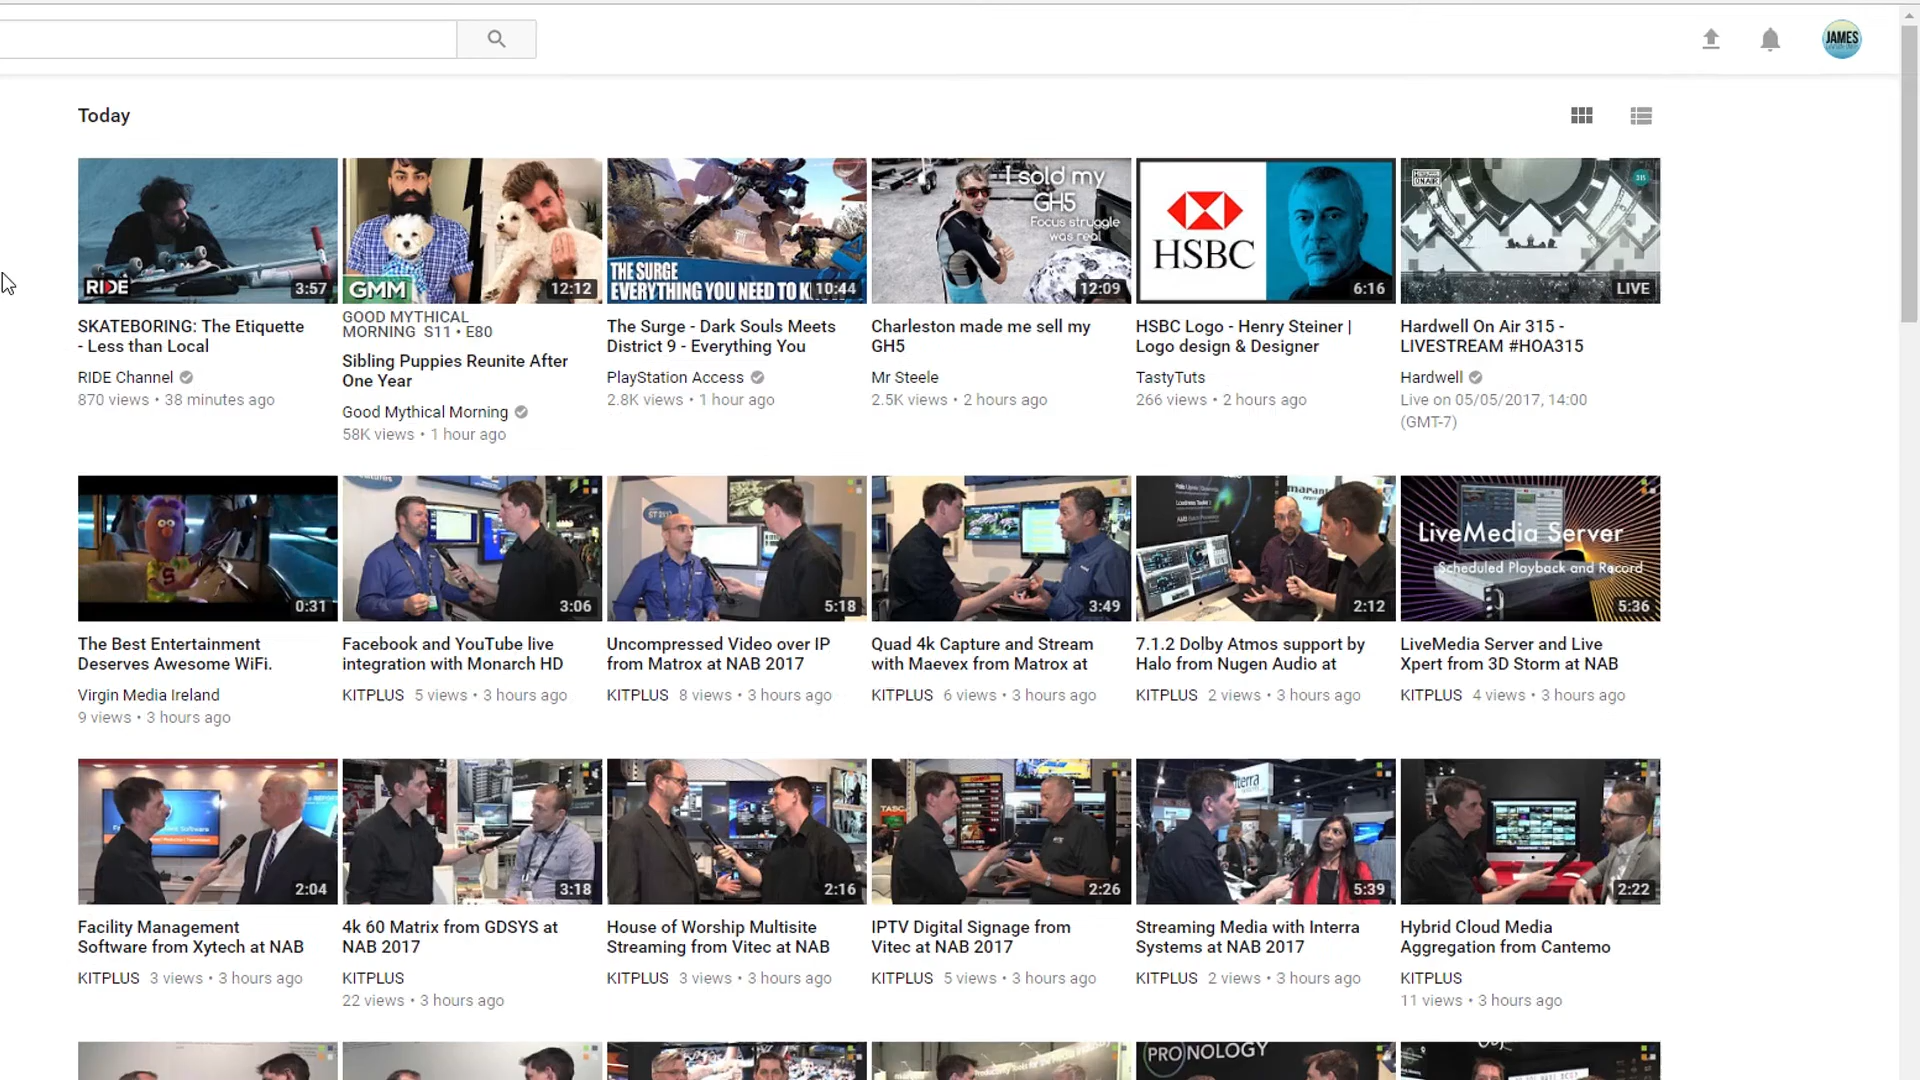 JAMES
Today
RIDE
3:57
GMM
12:12
THE SURGE
EVERYTHING YOU NEED TO K
10:44
I sold my
GH5
Focus struggle
was real
12:09
HSBC
6:16
HARDWELL
ON AIR
315
LIVE
SKATEBORING: The Etiquette
- Less than Local
RIDE Channel
870 views • 38 minutes ago
GOOD MYTHICAL
MORNING S11 • E80
Sibling Puppies Reunite After
One Year
Good Mythical Morning
58K views • 1 hour ago
The Surge - Dark Souls Meets
District 9 - Everything You
PlayStation Access
2.8K views • 1 hour ago
Charleston made me sell my
GH5
Mr Steele
2.5K views • 2 hours ago
HSBC Logo - Henry Steiner |
Logo design & Designer
TastyTuts
266 views • 2 hours ago
Hardwell On Air 315 -
LIVESTREAM #HOA315
Hardwell
Live on 05/05/2017, 14:00
(GMT-7)
S
0:31
3:06
5:18
3:49
marantz
2:12
LiveMedia Server
Scheduled Playback and Record
5:36
The Best Entertainment
Deserves Awesome WiFi.
Virgin Media Ireland
9 views • 3 hours ago
Facebook and YouTube live
integration with Monarch HD
KITPLUS 5 views • 3 hours ago
Uncompressed Video over IP
from Matrox at NAB 2017
KITPLUS 8 views • 3 hours ago
Quad 4k Capture and Stream
with Maevex from Matrox at
KITPLUS 6 views • 3 hours ago
7.1.2 Dolby Atmos support by
Halo from Nugen Audio at
KITPLUS 2 views • 3 hours ago
LiveMedia Server and Live
Xpert from 3D Storm at NAB
KITPLUS 4 views • 3 hours ago
2:04
3:18
2:16
TASC
2:26
terra
5:39
2:22
Facility Management
Software from Xytech at NAB
KITPLUS 3 views • 3 hours ago
4k 60 Matrix from GDSYS at
NAB 2017
KITPLUS
22 views • 3 hours ago
House of Worship Multisite
Streaming from Vitec at NAB
KITPLUS 3 views • 3 hours ago
IPTV Digital Signage from
Vitec at NAB 2017
KITPLUS 5 views • 3 hours ago
Streaming Media with Interra
Systems at NAB 2017
KITPLUS 2 views • 3 hours ago
Hybrid Cloud Media
Aggregation from Cantemo
KITPLUS
11 views • 3 hours ago
PRONOLOGY